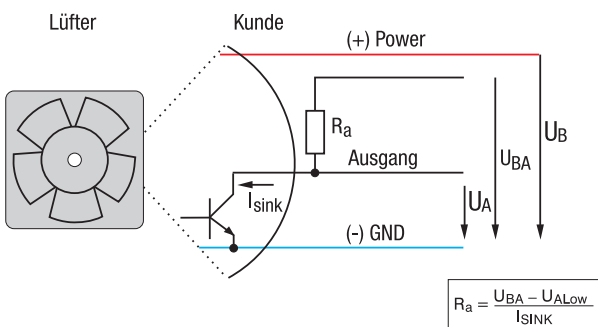 Lüfter
Kunde
(+) Power
Ra
UB
UBA
Ausgang
Isink
UA
(-) GND
Ra = UBA – UALow / ISINK